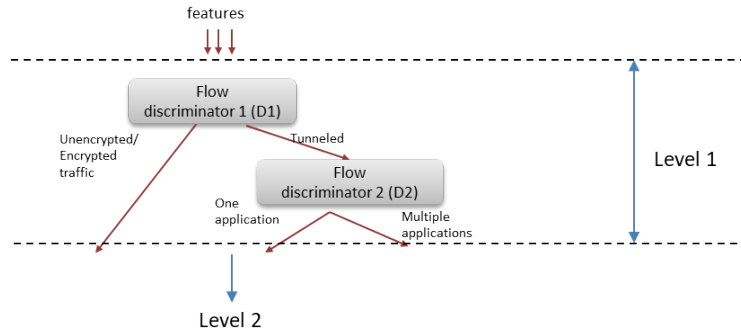 features
Flow
discriminator 1 (D1)
Unencrypted/
Encrypted
traffic
Tunneled
Level 1
Flow
discriminator 2 (D2)
One
application
Multiple
applications
Level 2